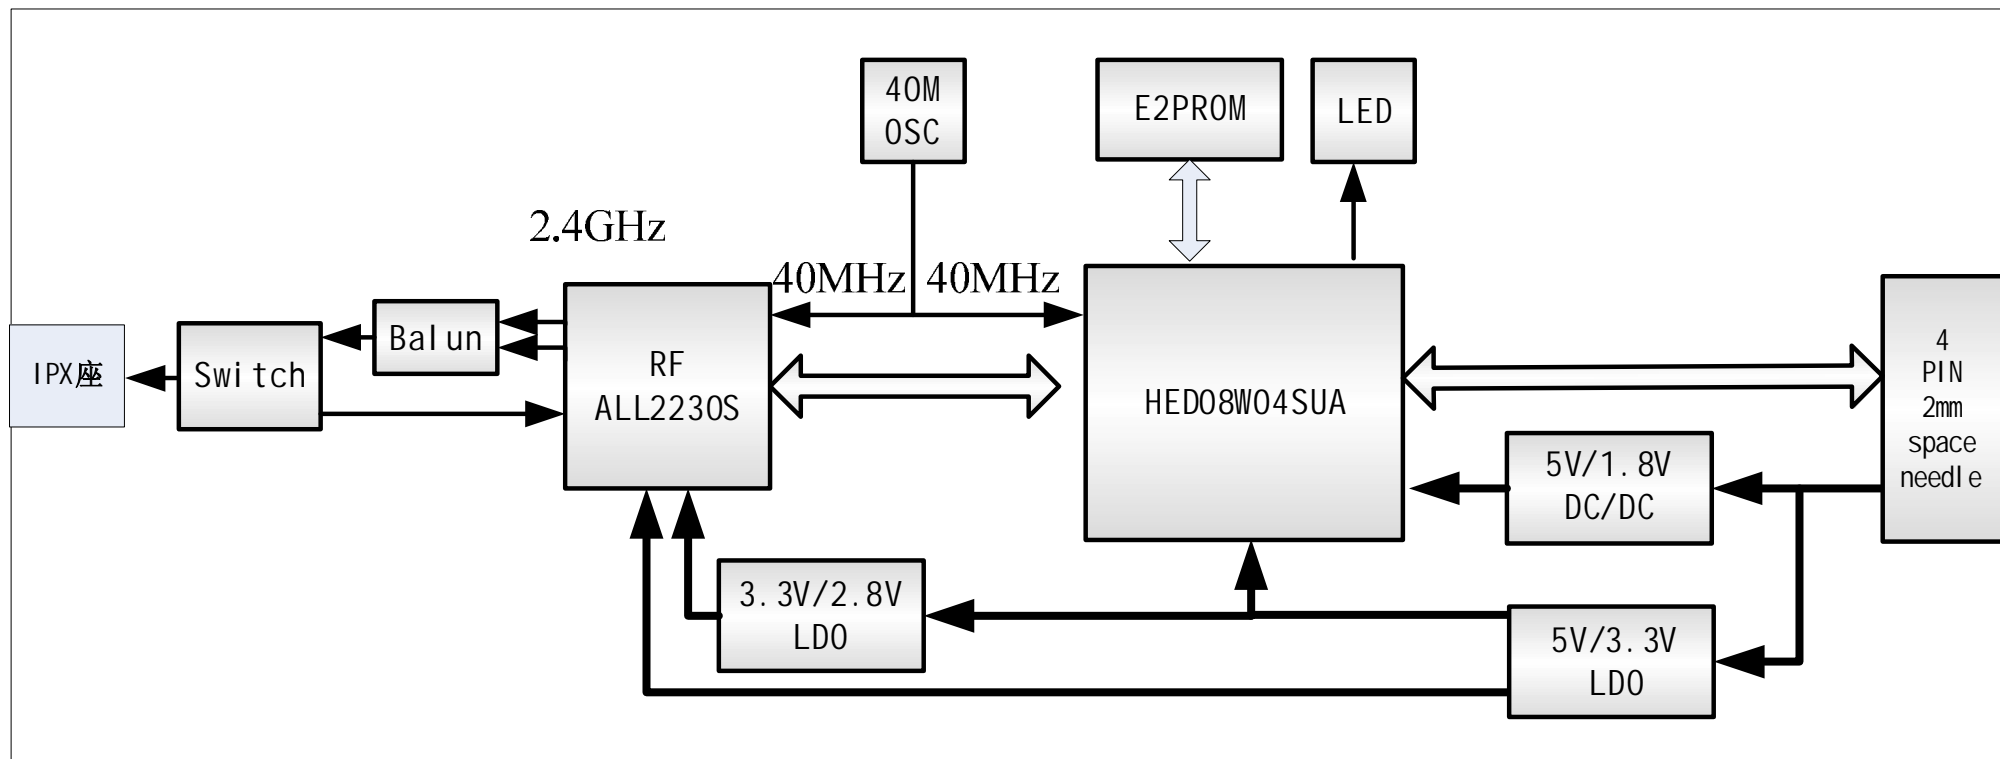 40M
OSC
E2PROM
LED
2.4GHz
40MHz
40MHz
IPX座
Switch
Balun
RF
ALL2230S
HED08W04SUA
4
PIN
2mm
space
needle
5V/1.8V
DC/DC
3.3V/2.8V
LDO
5V/3.3V
LDO